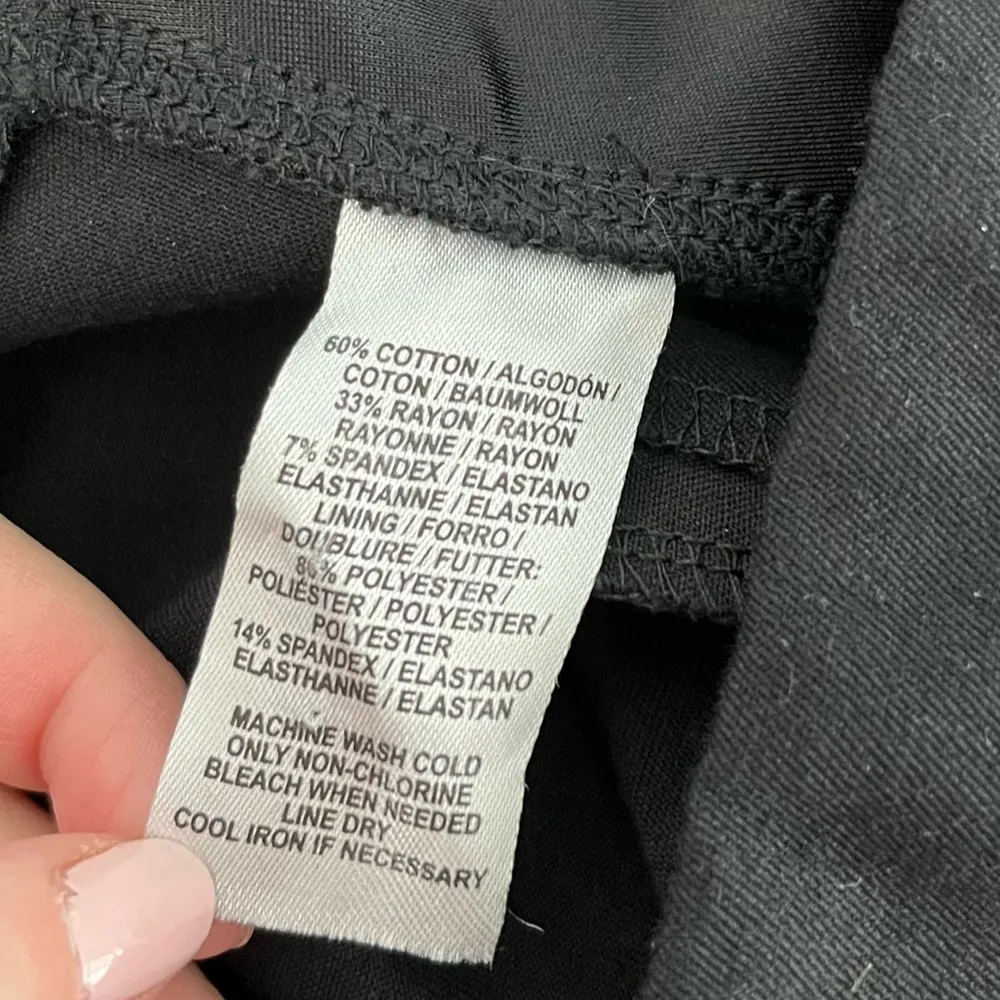 60% COTTON / ALGODÓN /
COTON / BAUMWOLL
33% RAYON / RAYÓN
RAYONNE / RAYON
7% SPANDEX / ELASTANO
ELASTHANNE / ELASTAN
LINING / FORRO /
DOUBLURE / FUTTER:
POLYESTER /
POLIÉSTER / POLYESTER /
POLYESTER
14% SPANDEX / ELASTANO
ELASTHANNE / ELASTAN
MACHINE WASH COLD
ONLY NON-CHLORINE
BLEACH WHEN NEEDED
LINE DRY
COOL IRON IF NECESSARY